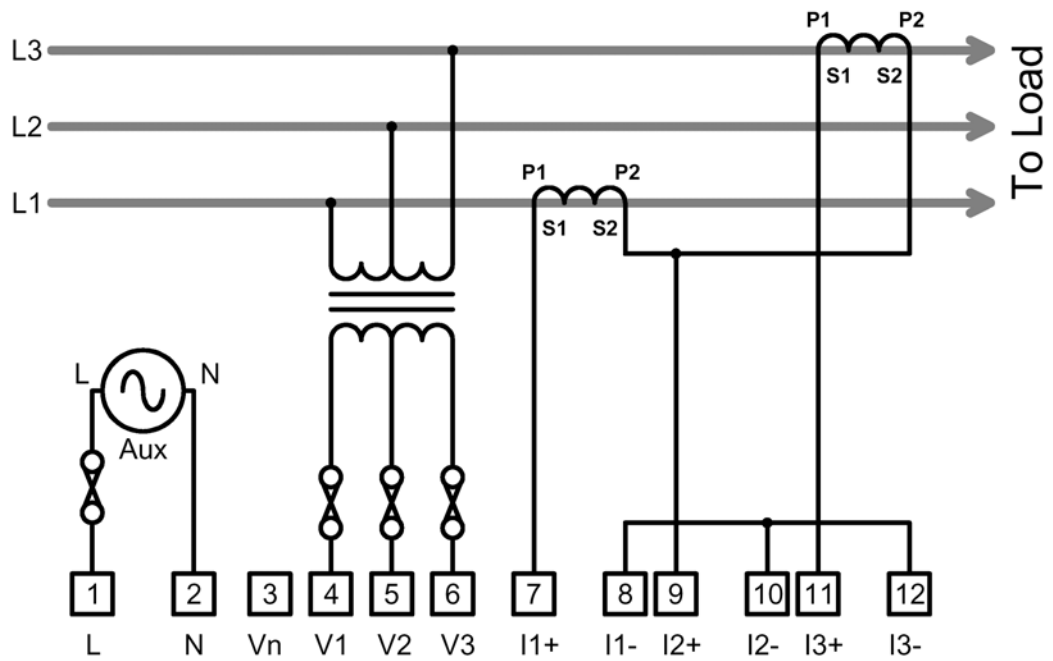 P1 P2
L3
S1 S2
L2
P1 P2
L1
S1 S2
To Load
L N
Aux
1 2 3 4 5 6 7 8 9 10 11 12
L N Vn V1 V2 V3 I1+ I1- I2+ I2- I3+ I3-